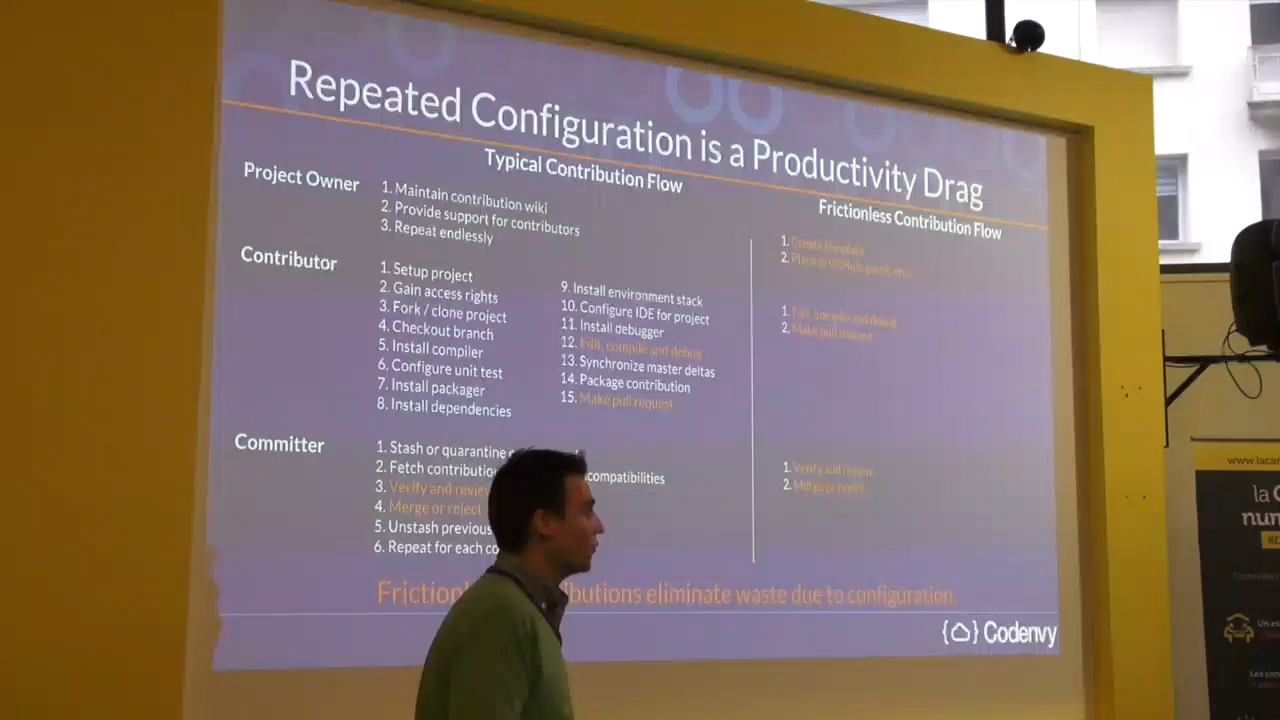 Repeated Configuration is a Productivity Drag
Typical Contribution Flow
Frictionless Contribution Flow
Project Owner
1. Maintain contribution wiki
2. Provide support for contributors
3. Repeat endlessly
1. Create template
2.
Contributor
1. Setup project
2. Gain access rights
3. Fork / clone project
4. Checkout branch
5. Install compiler
6. Configure unit test
7. Install packager
8. Install dependencies
9. Install environment stack
10. Configure IDE for project
11. Install debugger
12. Edit, compile and debug
13. Synchronize master deltas
14. Package contribution
15. Make pull request
1. Edit, compile and debug
2. Make pull request
Committer
1. Stash or quarantine
2. Fetch compatibilities
3. Verify and review
4. Merge or reject
5. Unstash previous
6. Repeat for each
1. Verify and review
2. Merge or reject
eliminate waste due to configuration.
{ } Codenvy
la